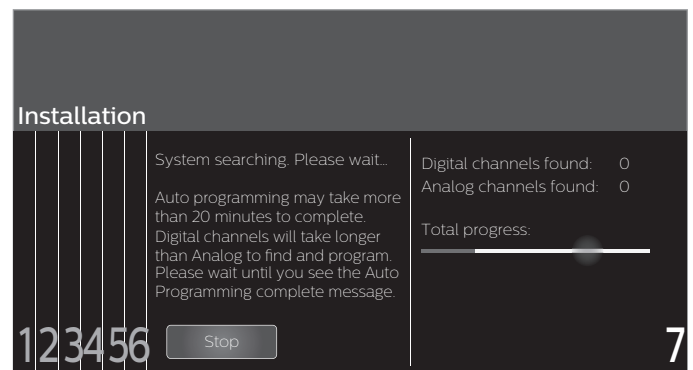 Installation
System searching. Please wait...
Auto programming may take more
than 20 minutes to complete.
Digital channels will take longer
than Analog to find and program.
Please wait until you see the Auto
Programming complete message.
Stop
Digital channels found: 0
Analog channels found: 0
Total progress:
123456
7